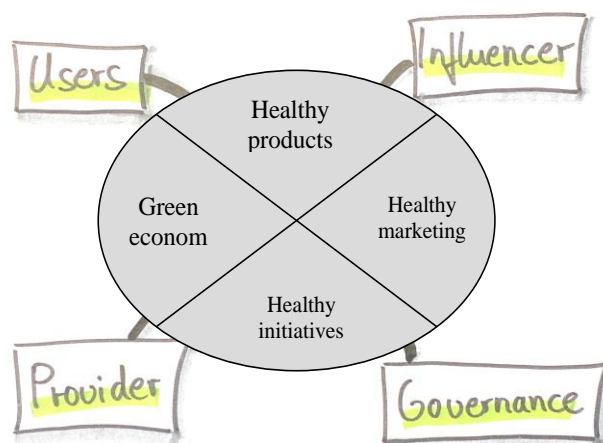 Users
Influencer
Healthy
products
Green
econom
Healthy
marketing
Healthy
initiatives
Provider
Governance